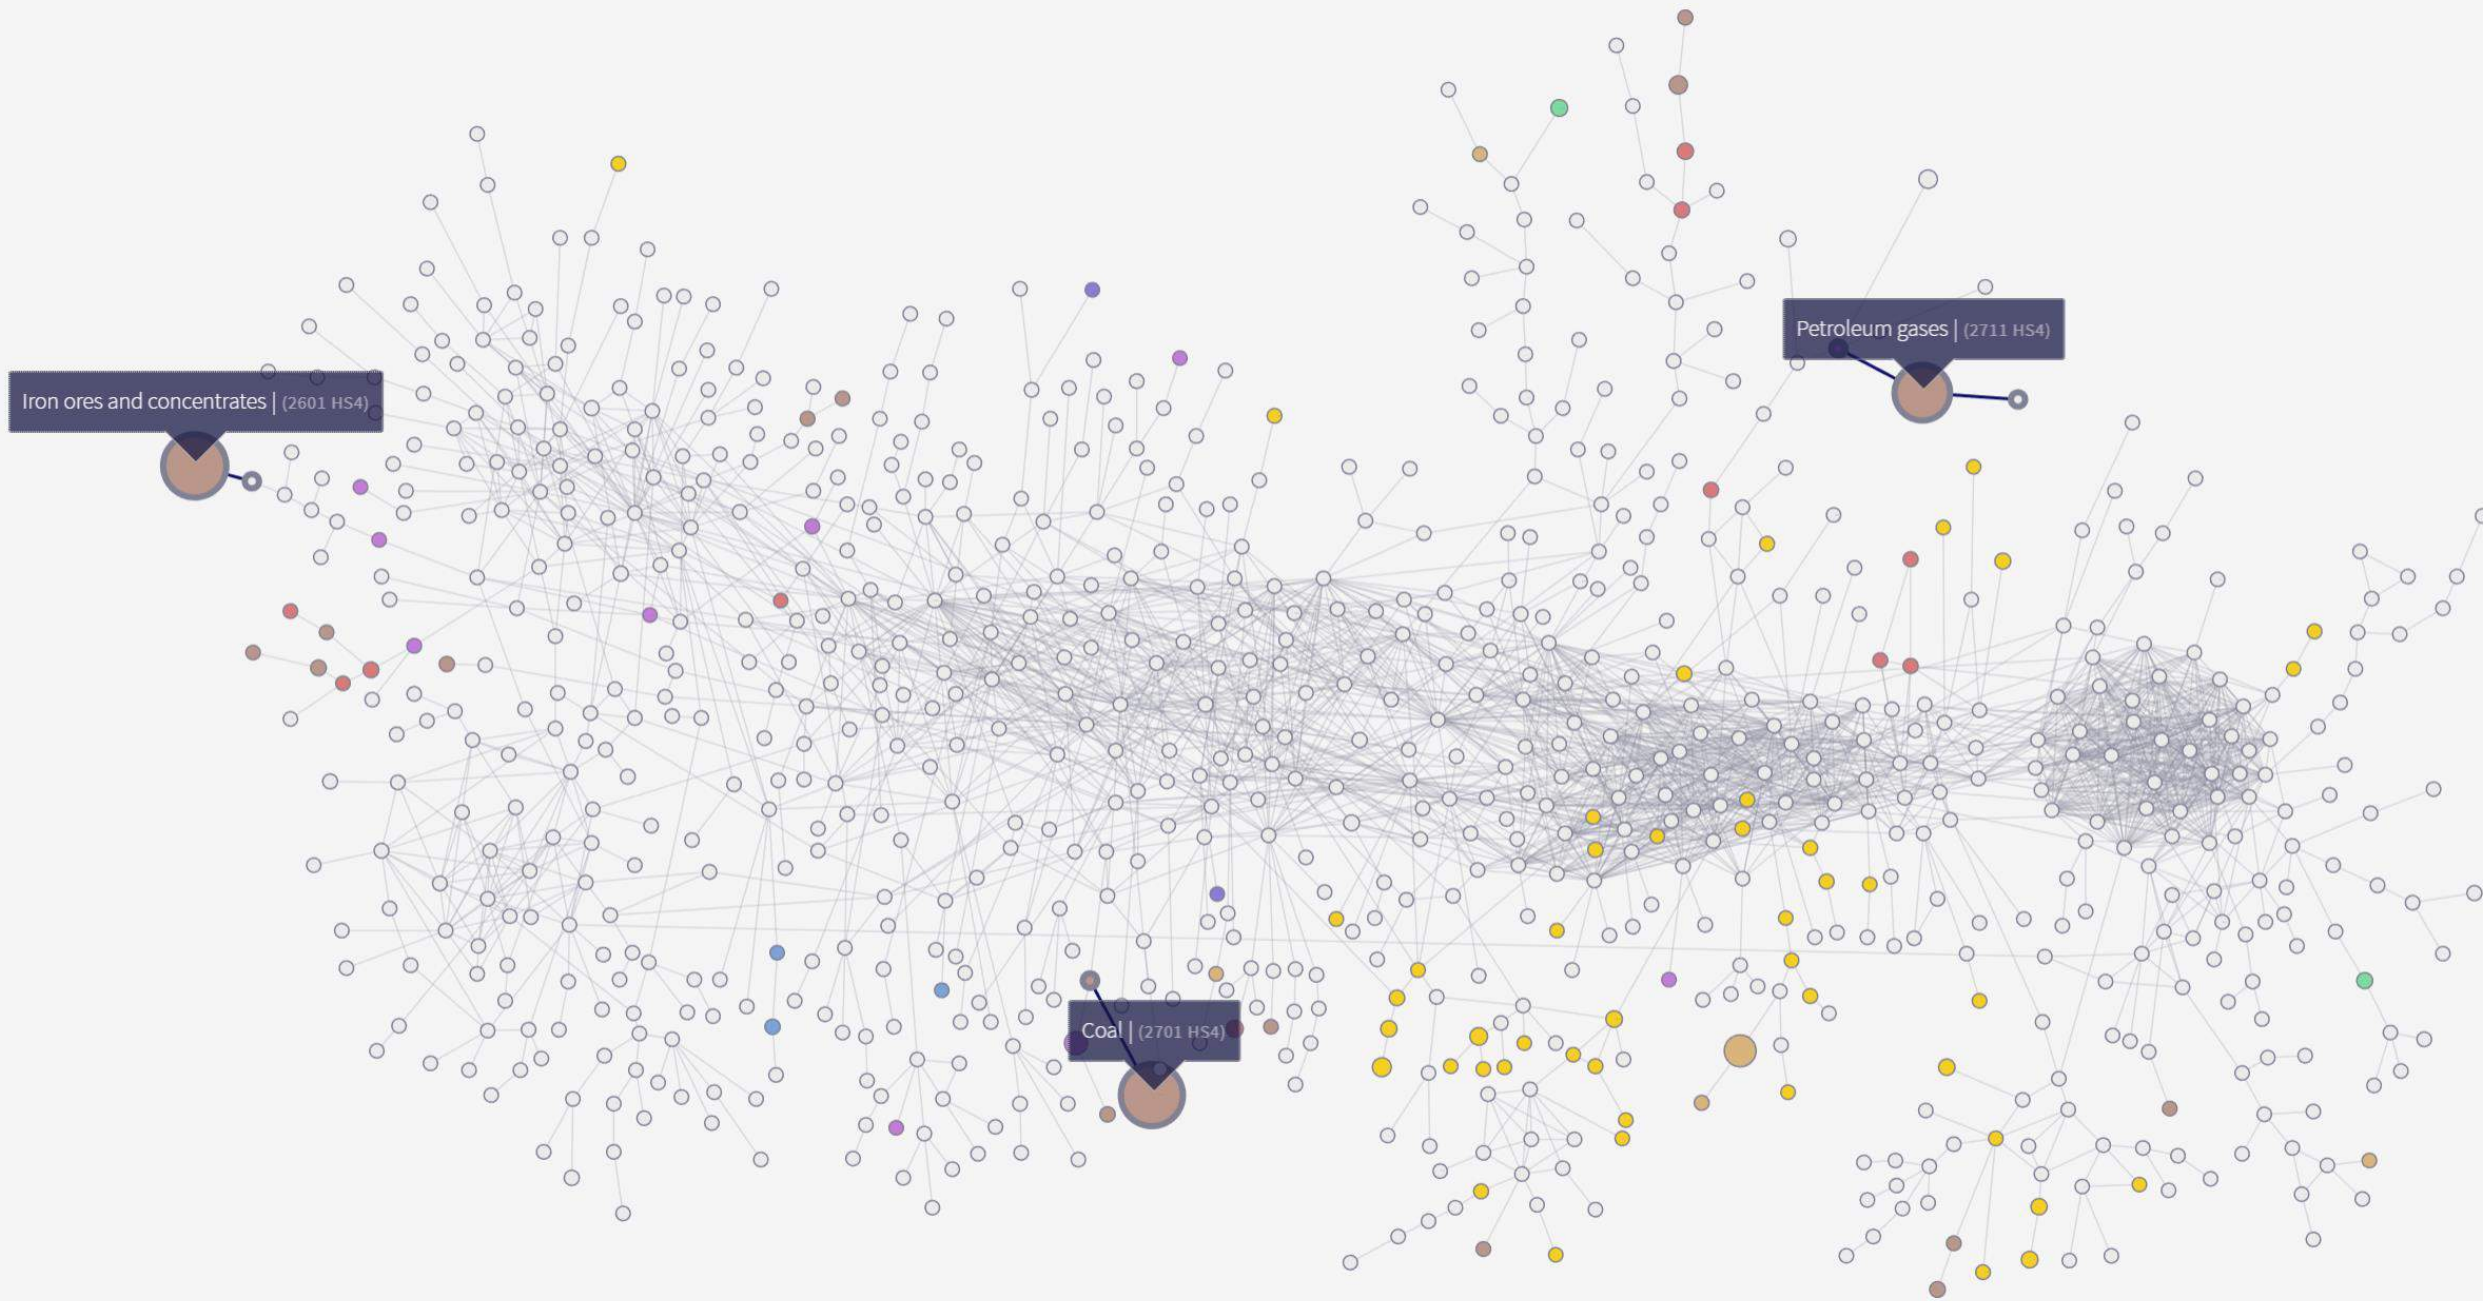 Petroleum gases | (2711 HS4)
Iron ores and concentrates | (2601 HS4)
Coal | (2701 HS4)